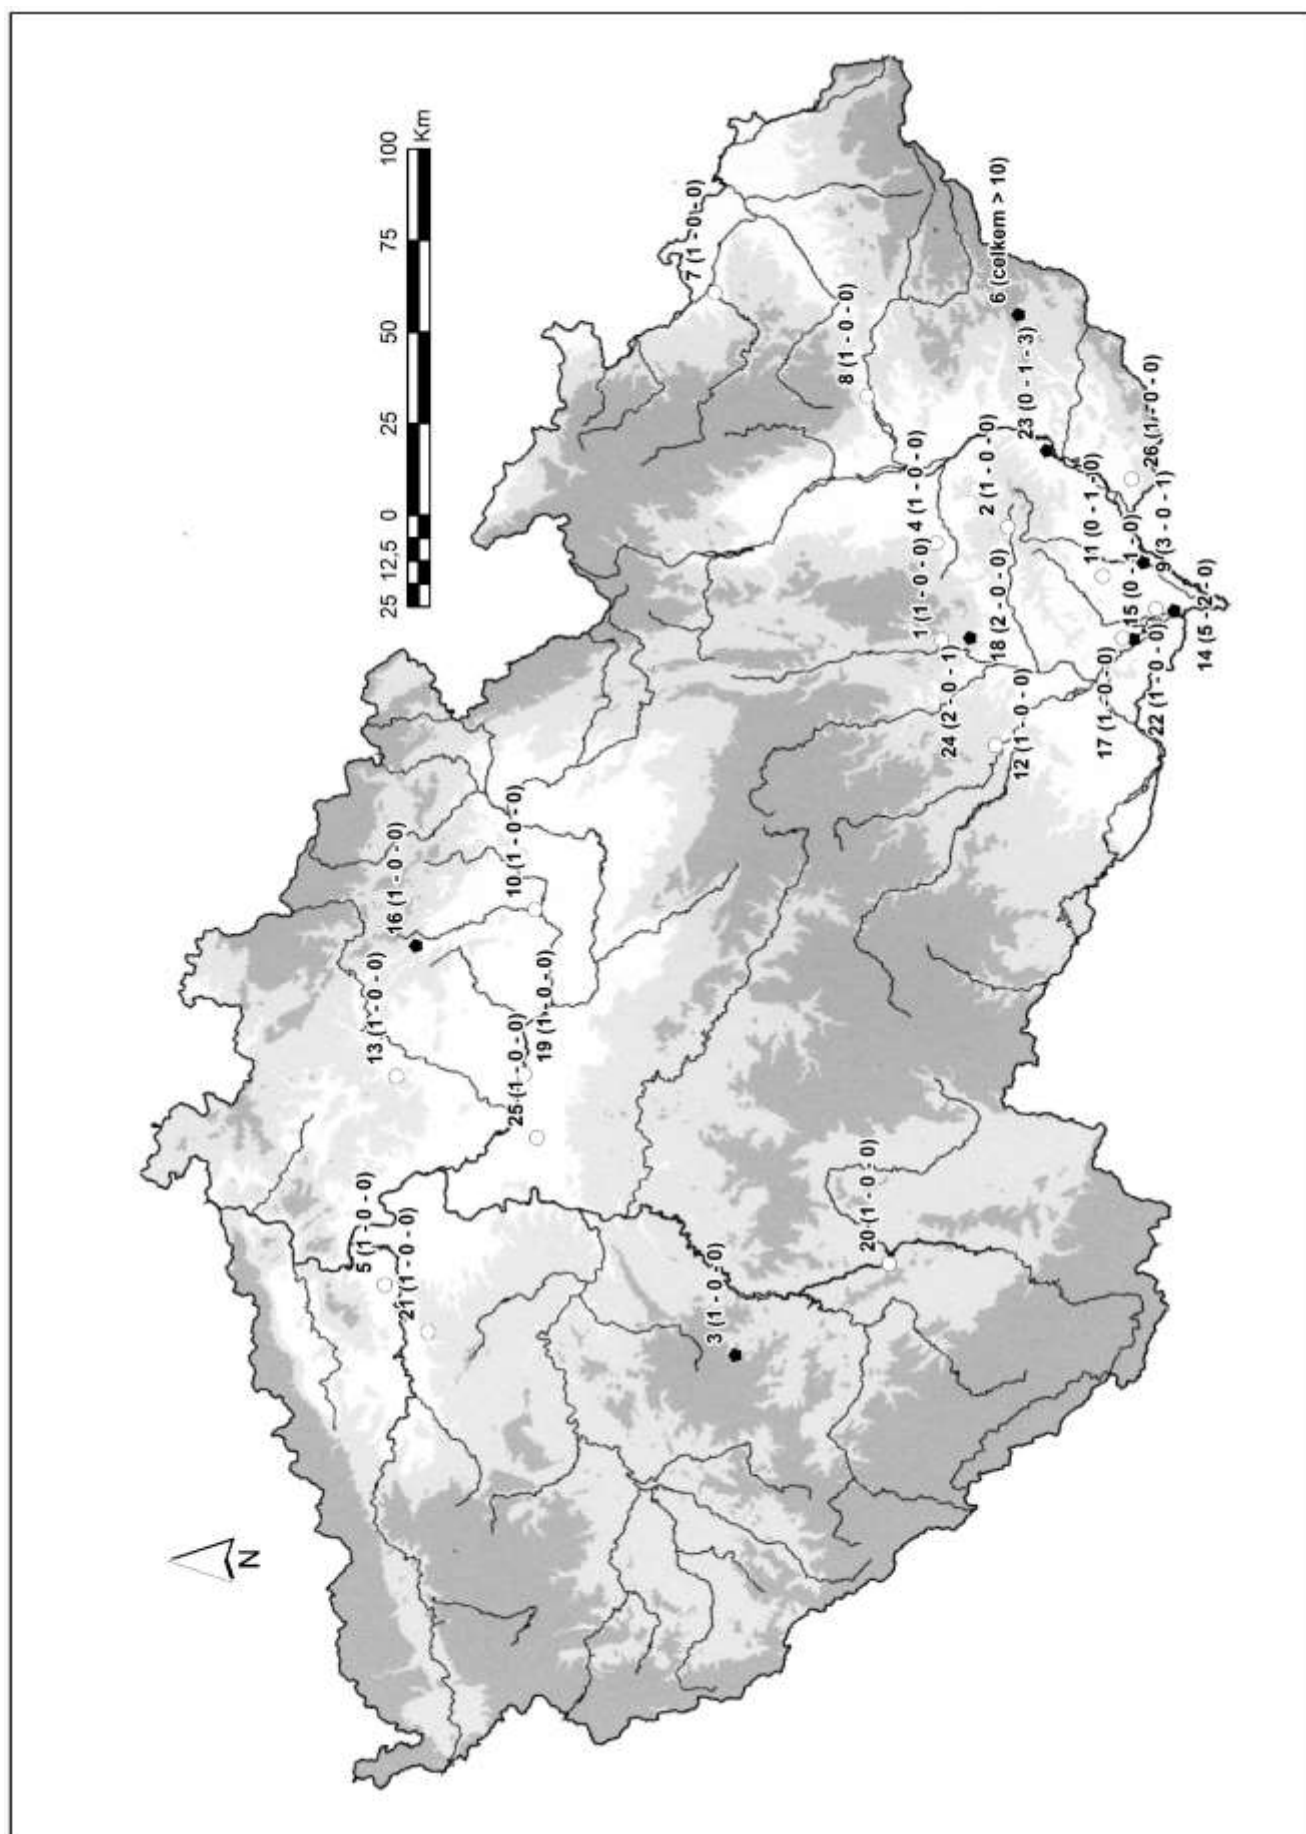 25 12,5 0 25 50 75 100
Km
N
5 (1 - 0 - 0)
21 (1 - 0 - 0)
13 (1 - 0 - 0)
16 (1 - 0 - 0)
10 (1 - 0 - 0)
25 (1 - 0 - 0)
19 (1 - 0 - 0)
3 (1 - 0 - 0)
20 (1 - 0 - 0)
7 (1 - 0 - 0)
8 (1 - 0 - 0)
1 (1 - 0 - 0)
4 (1 - 0 - 0)
24 (2 - 0 - 1)
18 (2 - 0 - 0)
2 (1 - 0 - 0)
23 (0 - 1 - 3)
6 (celkem > 10)
12 (1 - 0 - 0)
17 (1 - 0 - 0)
11 (0 - 1 - 0)
15 (0 - 1 - 0)
22 (1 - 0 - 0)
9 (3 - 0 - 1)
26 (1 - 0 - 0)
14 (5 - 2 - 0)